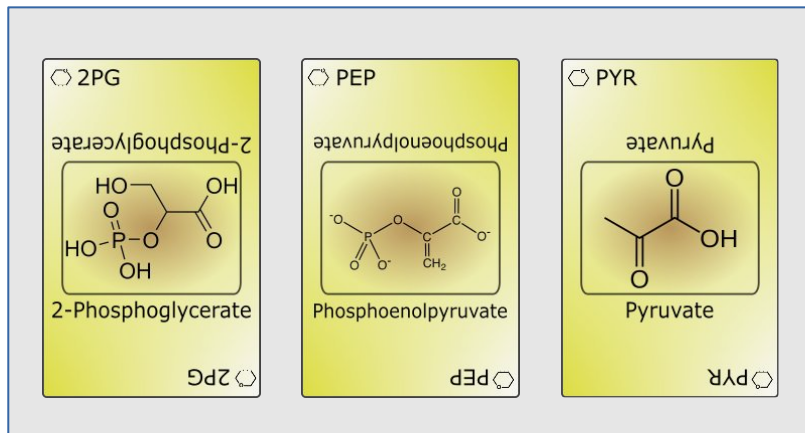 2PG
2-Phosphoglycerate
HO
OH
O
O
HO
P
O
OH
2-Phosphoglycerate
2PG
PEP
Phosphoenolpyruvate
O
-O
O
C
P
C
O-
O
O-
CH₂
Phosphoenolpyruvate
PEP
PYR
Pyruvate
O
OH
O
Pyruvate
PYR